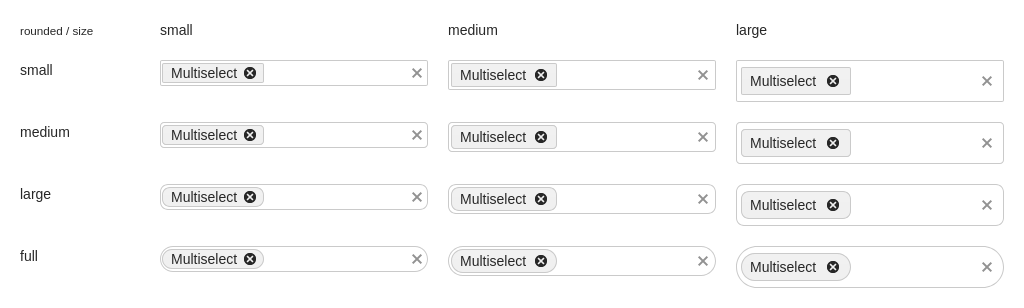 rounded / size small medium large
small Multiselect Multiselect Multiselect
medium Multiselect Multiselect Multiselect
large Multiselect Multiselect Multiselect
full Multiselect Multiselect Multiselect